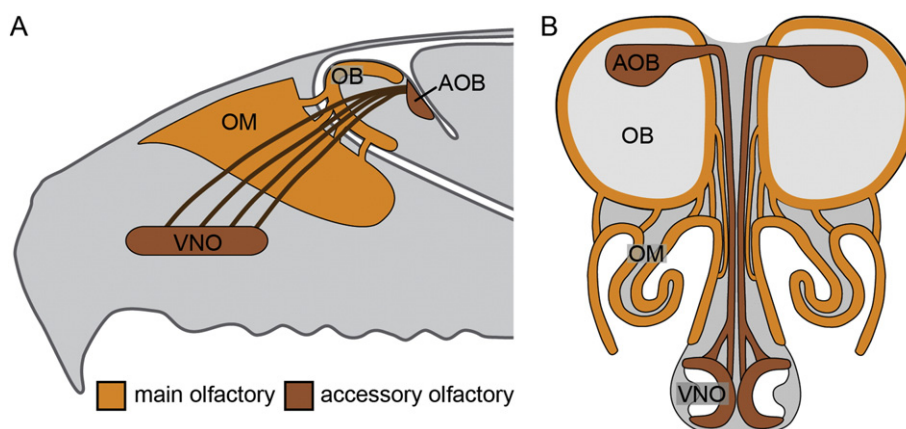 A
OB
AOB
OM
VNO
main olfactory
accessory olfactory
B
AOB
OB
OM
VNO